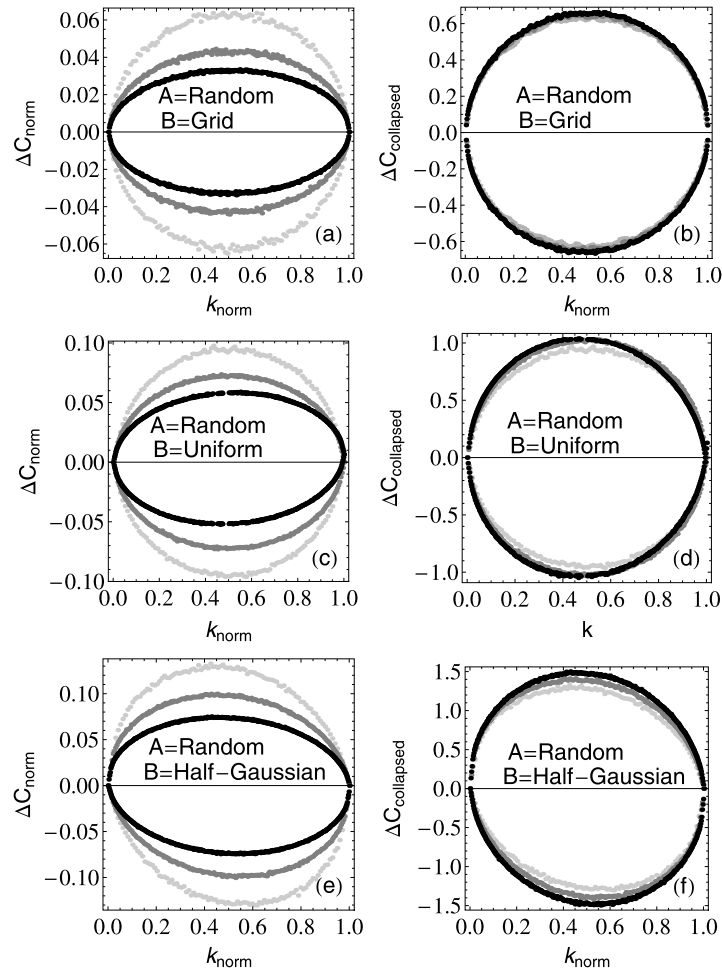 0.06
0.04
0.02
0.00
−0.02
−0.04
−0.06
ΔC_norm
A=Random
B=Grid
(a)
0.0 0.2 0.4 0.6 0.8 1.0
k_norm
0.6
0.4
0.2
0.0
−0.2
−0.4
−0.6
ΔC_collapsed
A=Random
B=Grid
(b)
0.0 0.2 0.4 0.6 0.8 1.0
k_norm
0.10
0.05
0.00
−0.05
−0.10
ΔC_norm
A=Random
B=Uniform
(c)
0.0 0.2 0.4 0.6 0.8 1.0
k_norm
1.0
0.5
0.0
−0.5
−1.0
ΔC_collapsed
A=Random
B=Uniform
(d)
0.0 0.2 0.4 0.6 0.8 1.0
k
0.10
0.05
0.00
−0.05
−0.10
ΔC_norm
A=Random
B=Half−Gaussian
(e)
0.0 0.2 0.4 0.6 0.8 1.0
k_norm
1.5
1.0
0.5
0.0
−0.5
−1.0
−1.5
ΔC_collapsed
A=Random
B=Half−Gaussian
(f)
0.0 0.2 0.4 0.6 0.8 1.0
k_norm